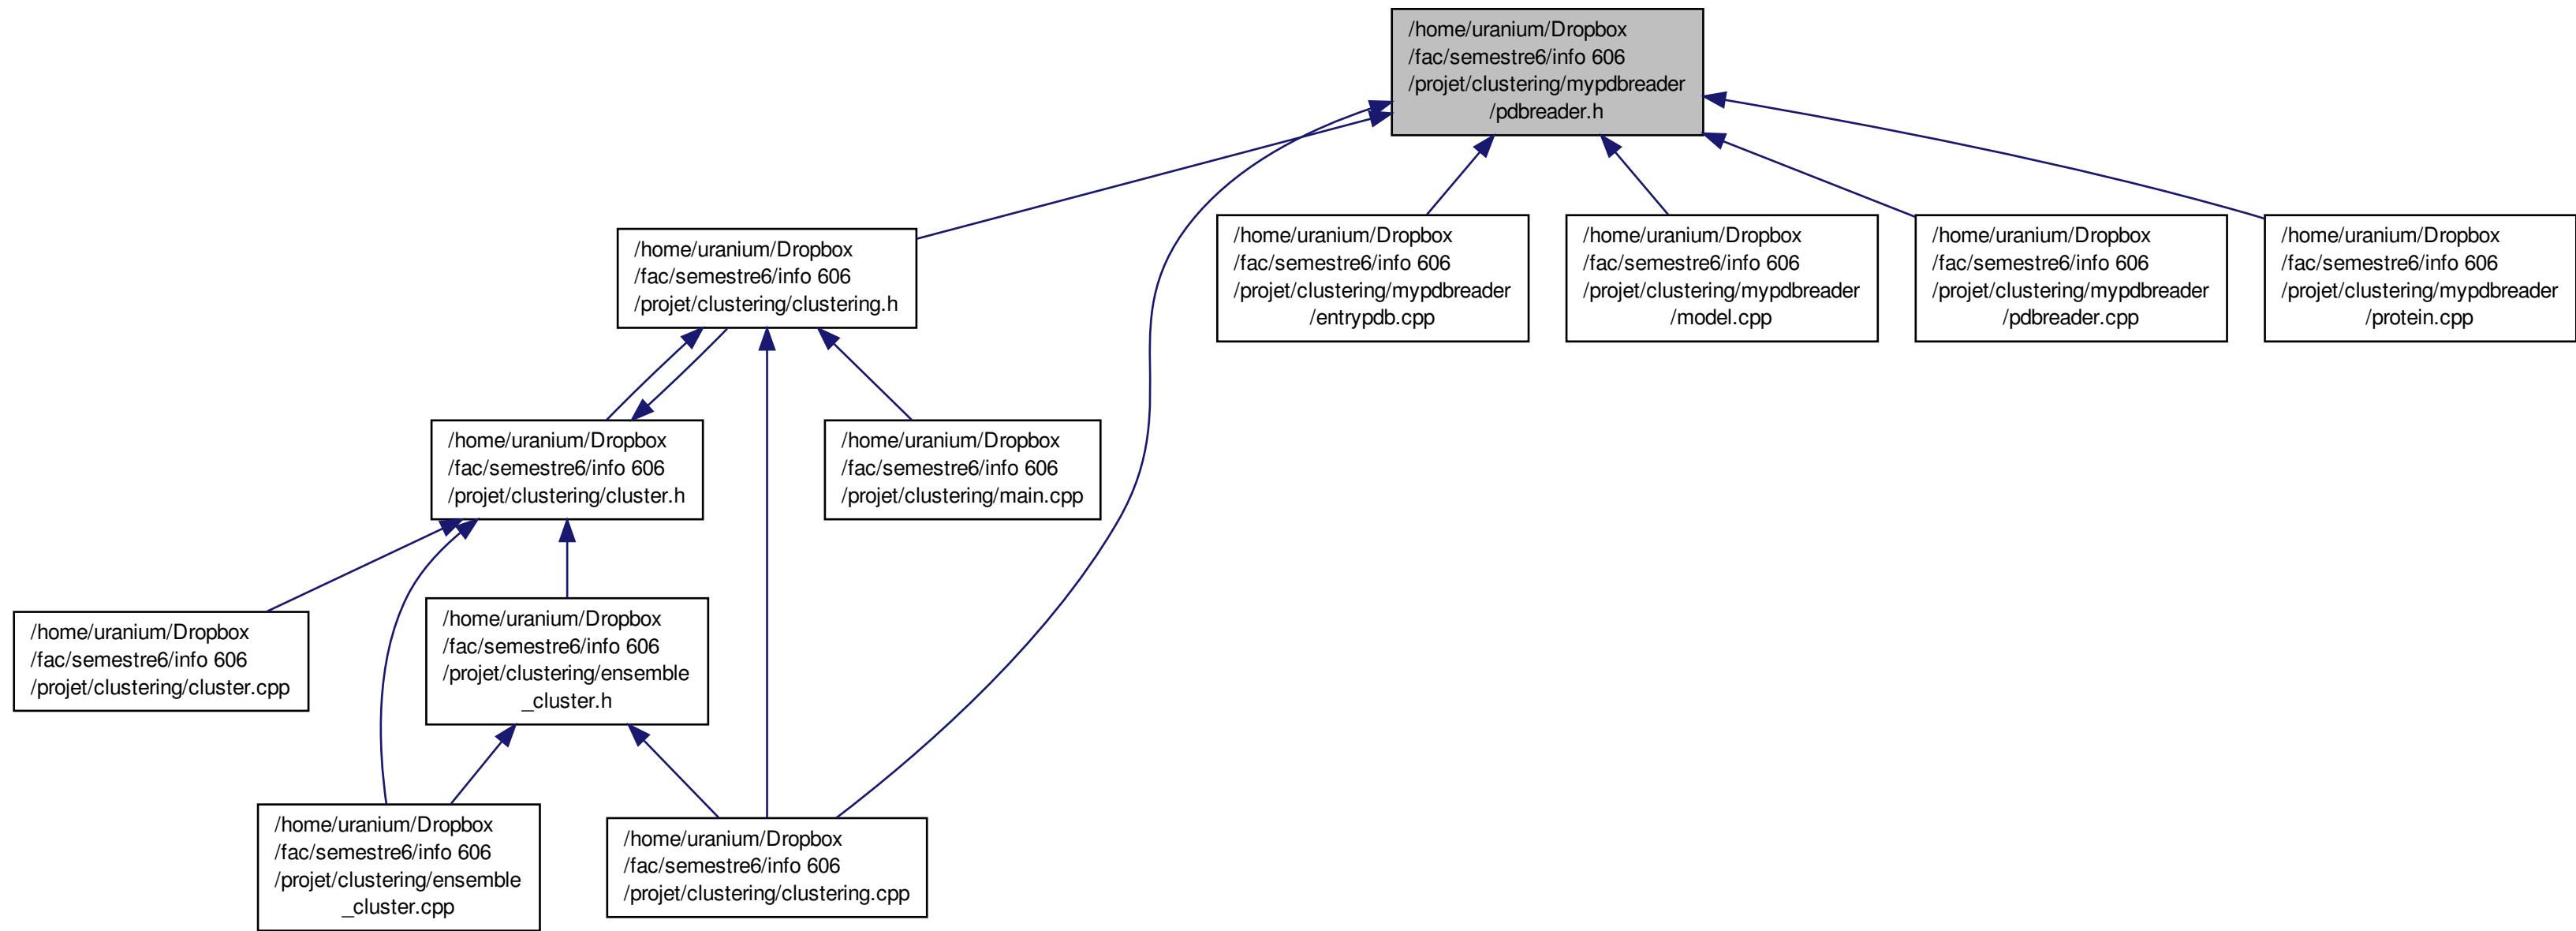 /home/uranium/Dropbox
/fac/semestre6/info 606
/projet/clustering/mypdbreader
/pdbreader.h
/home/uranium/Dropbox
/fac/semestre6/info 606
/projet/clustering/clustering.h
/home/uranium/Dropbox
/fac/semestre6/info 606
/projet/clustering/mypdbreader
/entrypdb.cpp
/home/uranium/Dropbox
/fac/semestre6/info 606
/projet/clustering/mypdbreader
/model.cpp
/home/uranium/Dropbox
/fac/semestre6/info 606
/projet/clustering/mypdbreader
/pdbreader.cpp
/home/uranium/Dropbox
/fac/semestre6/info 606
/projet/clustering/mypdbreader
/protein.cpp
/home/uranium/Dropbox
/fac/semestre6/info 606
/projet/clustering/cluster.h
/home/uranium/Dropbox
/fac/semestre6/info 606
/projet/clustering/main.cpp
/home/uranium/Dropbox
/fac/semestre6/info 606
/projet/clustering/cluster.cpp
/home/uranium/Dropbox
/fac/semestre6/info 606
/projet/clustering/ensemble
_cluster.h
/home/uranium/Dropbox
/fac/semestre6/info 606
/projet/clustering/ensemble
_cluster.cpp
/home/uranium/Dropbox
/fac/semestre6/info 606
/projet/clustering/clustering.cpp